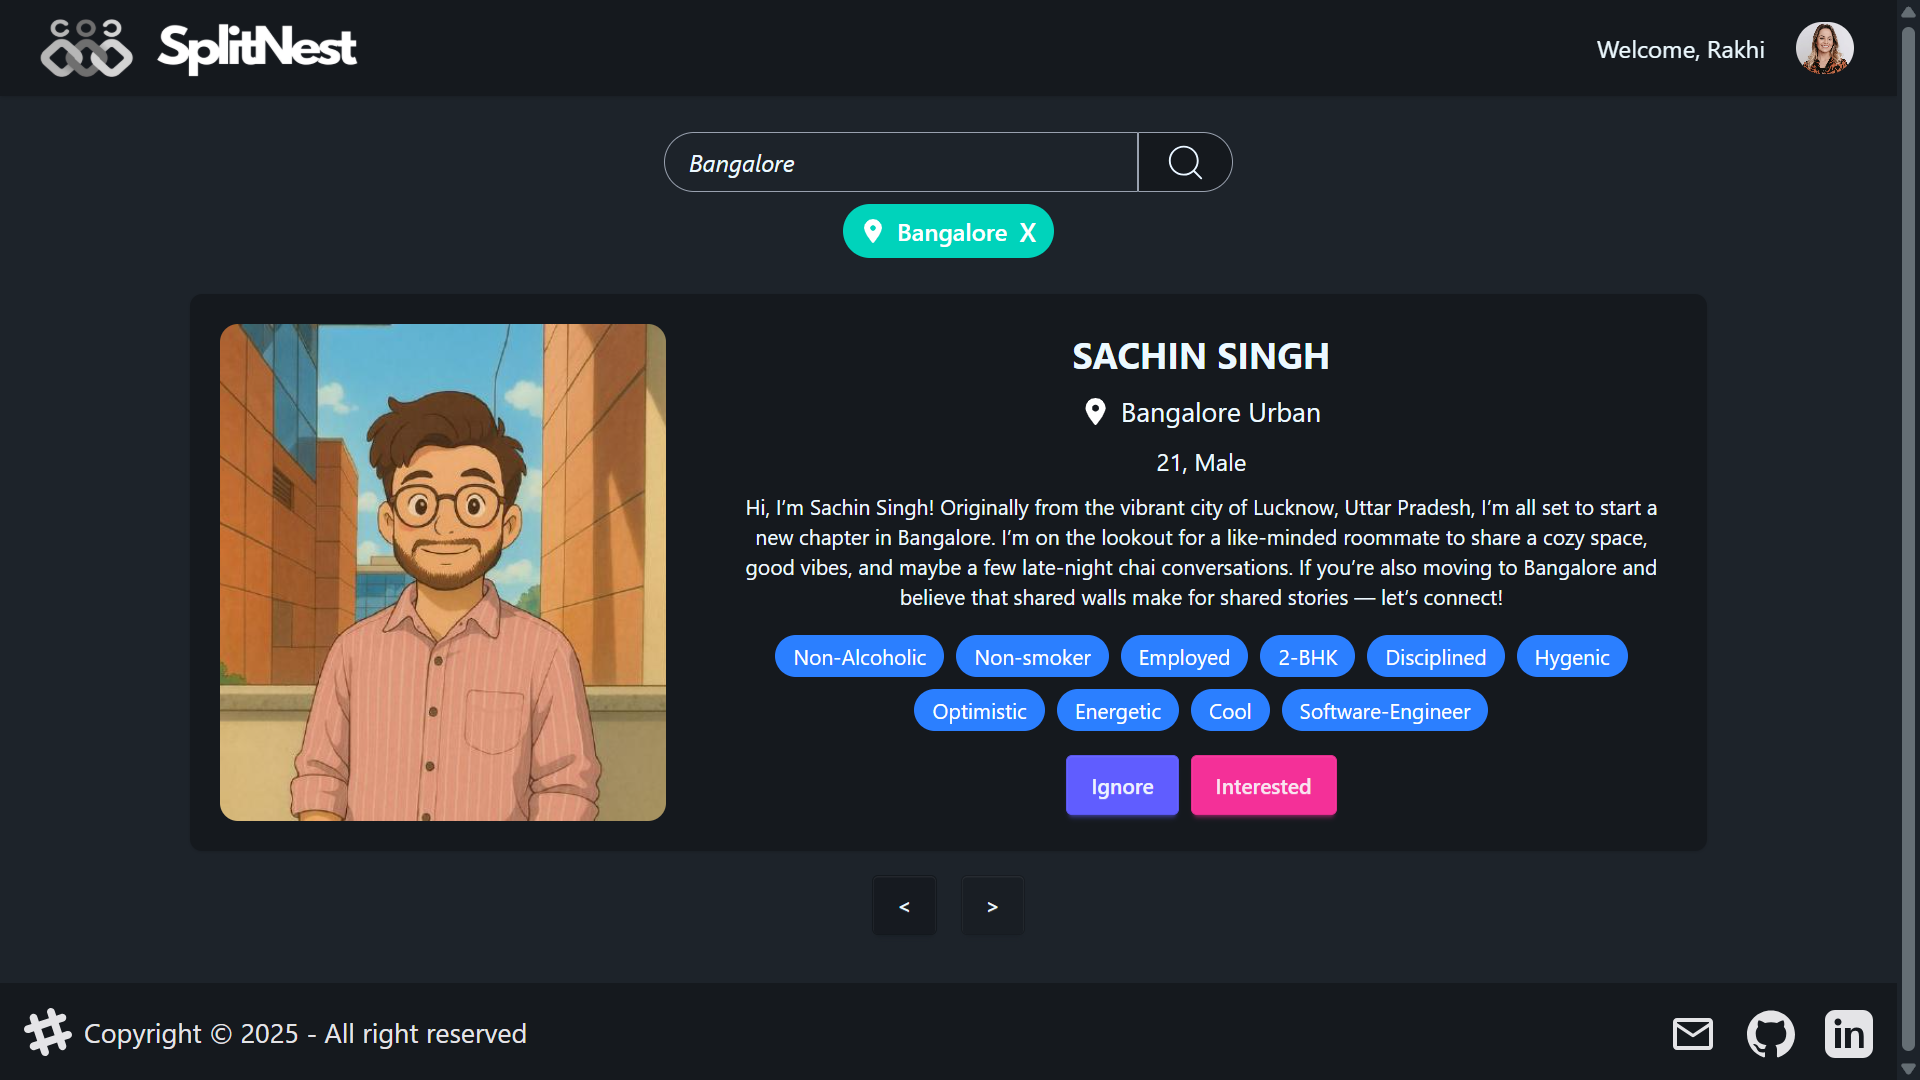 SplitNest
Welcome, Rakhi
Bangalore
Bangalore X
SACHIN SINGH
Bangalore Urban
21, Male
Hi, I’m Sachin Singh! Originally from the vibrant city of Lucknow, Uttar Pradesh, I’m all set to start a
new chapter in Bangalore. I’m on the lookout for a like-minded roommate to share a cozy space,
good vibes, and maybe a few late-night chai conversations. If you’re also moving to Bangalore and
believe that shared walls make for shared stories — let’s connect!
Non-Alcoholic Non-smoker Employed 2-BHK Disciplined Hygenic
Optimistic Energetic Cool Software-Engineer
Ignore Interested
< >
Copyright © 2025 - All right reserved
in